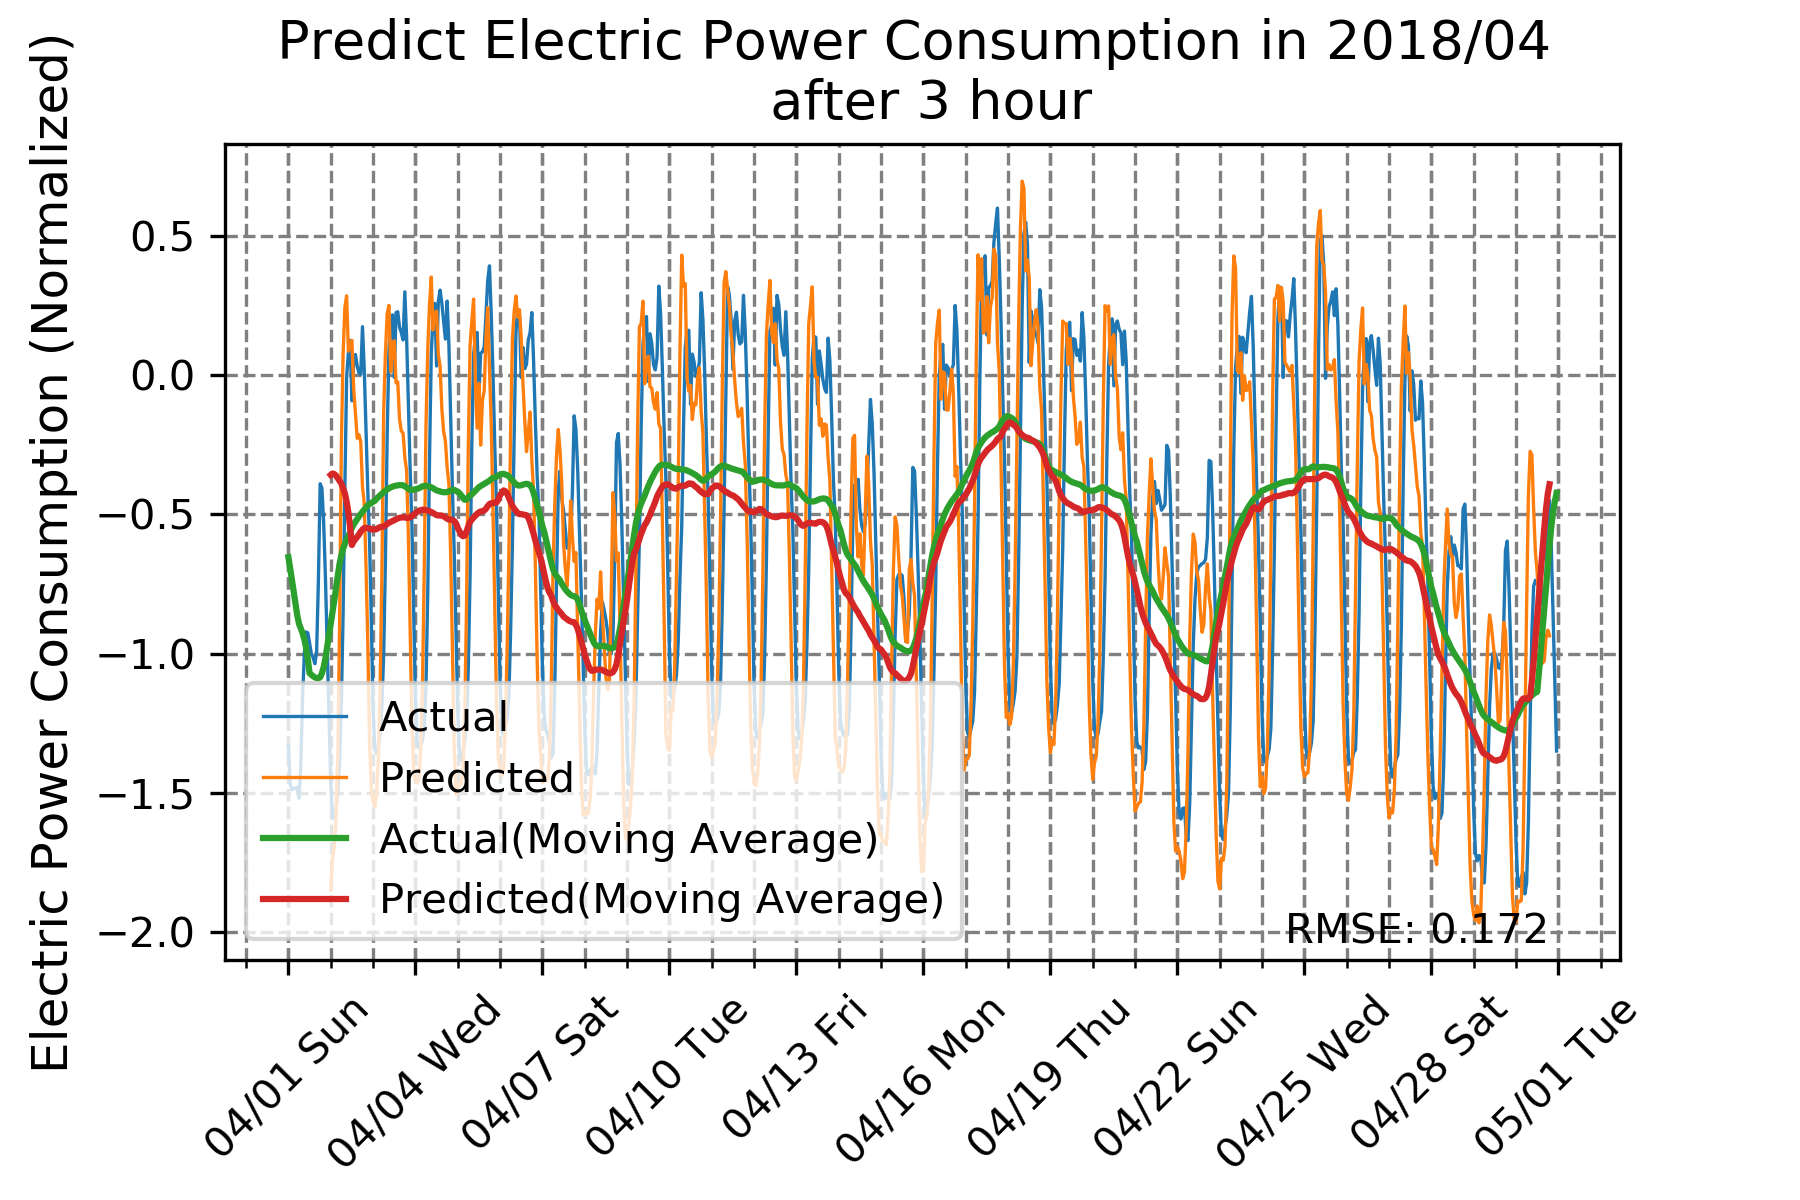 Predict Electric Power Consumption in 2018/04
after 3 hour
Electric Power Consumption (Normalized)
0.5
0.0
−0.5
−1.0
−1.5
−2.0
Actual
Predicted
Actual(Moving Average)
Predicted(Moving Average)
RMSE: 0.172
04/01 Sun
04/04 Wed
04/07 Sat
04/10 Tue
04/13 Fri
04/16 Mon
04/19 Thu
04/22 Sun
04/25 Wed
04/28 Sat
05/01 Tue